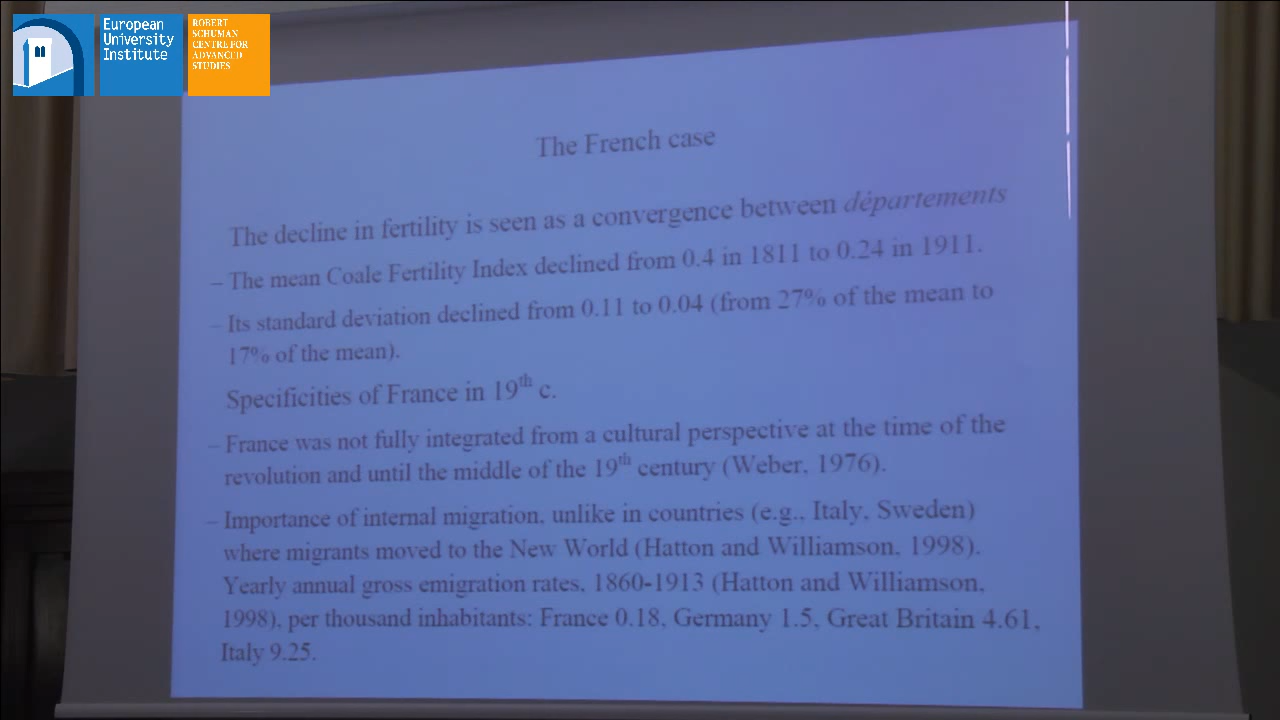 European
University
Institute
ROBERT
SCHUMAN
CENTRE FOR
ADVANCED
STUDIES
The French case
The decline in fertility is seen as a convergence between départements
– The mean Coale Fertility Index declined from 0.4 in 1811 to 0.24 in 1911.
– Its standard deviation declined from 0.11 to 0.04 (from 27% of the mean to
17% of the mean).
Specificities of France in 19th c.
– France was not fully integrated from a cultural perspective at the time of the
revolution and until the middle of the 19th century (Weber, 1976).
– Importance of internal migration, unlike in countries (e.g., Italy, Sweden)
where migrants moved to the New World (Hatton and Williamson, 1998).
Yearly annual gross emigration rates, 1860-1913 (Hatton and Williamson,
1998), per thousand inhabitants: France 0.18, Germany 1.5, Great Britain 4.61,
Italy 9.25.